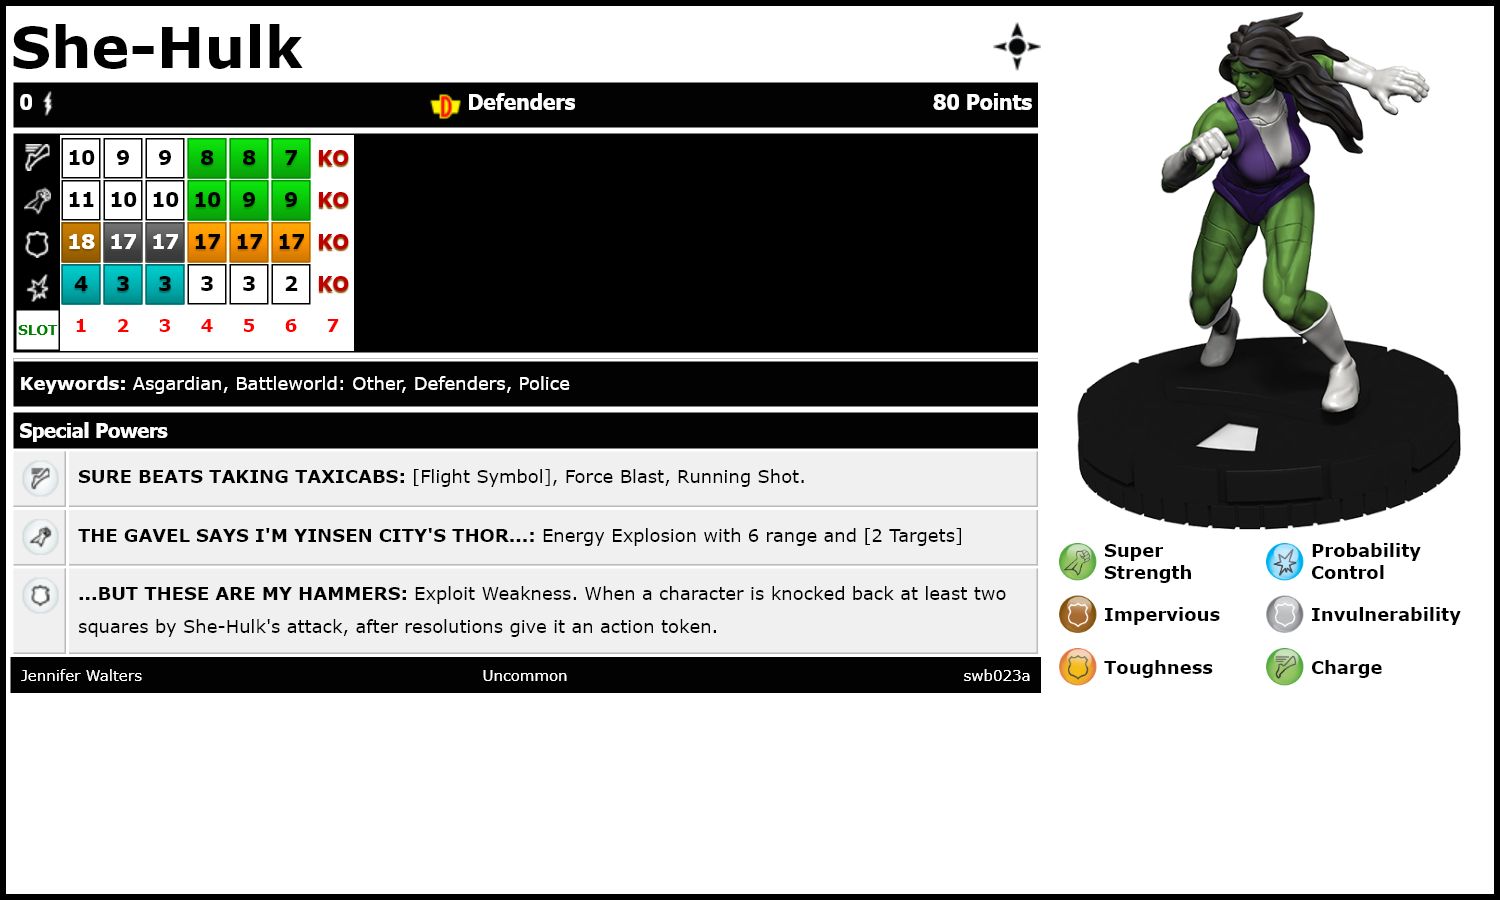 She-Hulk
0 Defenders 80 Points
10 9 9 8 8 7 KO
11 10 10 10 9 9 KO
18 17 17 17 17 17 KO
4 3 3 3 3 2 KO
SLOT 1 2 3 4 5 6 7
Keywords: Asgardian, Battleworld: Other, Defenders, Police
Special Powers
SURE BEATS TAKING TAXICABS: [Flight Symbol], Force Blast, Running Shot.
THE GAVEL SAYS I'M YINSEN CITY'S THOR...: Energy Explosion with 6 range and [2 Targets]
...BUT THESE ARE MY HAMMERS: Exploit Weakness. When a character is knocked back at least two
squares by She-Hulk's attack, after resolutions give it an action token.
Jennifer Walters Uncommon swb023a
Super
Strength
Probability
Control
Impervious
Invulnerability
Toughness
Charge